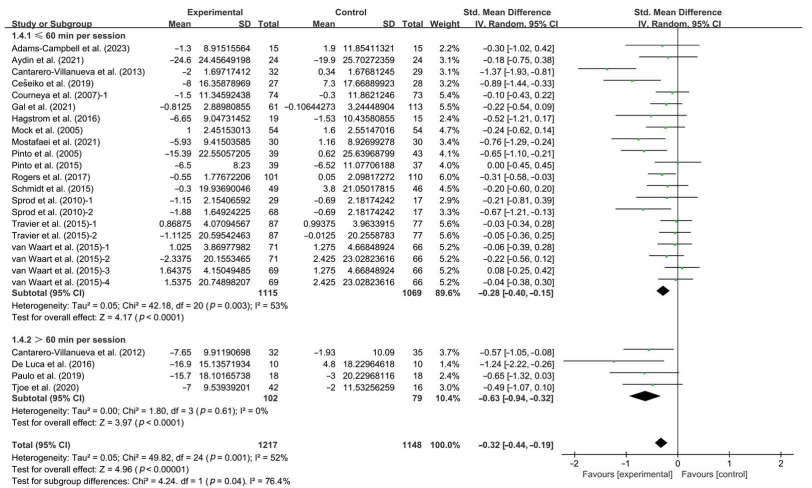 Experimental Control Std. Mean Difference Std. Mean Difference
Study or Subgroup Mean SD Total Mean SD Total Weight IV. Random. 95% CI IV. Random. 95% CI
1.4.1 ≤ 60 min per session
Adams-Campbell et al. (2023) −1.3 8.91515564 15 1.9 11.85411321 15 2.2% −0.30 [-1.02, 0.42]
Aydin et al. (2021) −24.6 24.45649198 24 −19.9 25.70272359 24 3.3% −0.18 [-0.75, 0.38]
Cantarero-Villanueva et al. (2013) −2 1.69717412 32 0.34 1.67681245 29 3.3% −1.37 [-1.93, -0.81]
Cešeiko et al. (2019) −8 16.35878969 27 7.3 17.66889923 28 3.4% −0.89 [-1.44, -0.33]
Courneya et al. (2007)-1 −1.5 11.34592438 74 −0.3 11.8621246 73 6.4% −0.10 [-0.43, 0.22]
Gal et al. (2021) −0.8125 2.88980855 61 −0.10644273 3.24448904 113 6.5% −0.22 [-0.54, 0.09]
Hagstrom et al. (2016) −6.65 9.04731452 19 −1.53 10.43580855 15 2.4% −0.52 [-1.21, 0.17]
Mock et al. (2005) 1 2.45153013 54 1.6 2.55147016 54 5.4% −0.24 [-0.62, 0.14]
Mostafaei et al. (2021) −5.93 9.41503581 30 1.16 8.92699278 30 3.7% −0.76 [-1.29, -0.24]
Pinto et al. (2005) −15.39 22.55057205 39 0.62 25.63968799 43 4.5% −0.65 [-1.10, -0.21]
Pinto et al. (2015) −6.5 8.23 39 −6.52 11.07706188 37 4.4% 0.00 [-0.45, 0.45]
Rogers et al. (2017) −0.55 1.77672206 101 0.05 2.09817272 110 7.5% −0.31 [-0.58, -0.03]
Schmidt et al. (2015) −0.3 19.93690046 49 3.8 21.05017815 46 5.1% −0.20 [-0.60, 0.20]
Sprod et al. (2010)-1 −1.15 2.15406592 29 −0.69 2.18174242 17 3.1% −0.21 [-0.81, 0.39]
Sprod et al. (2010)-2 −1.88 1.64924225 68 −0.69 2.18174242 17 3.5% −0.67 [-1.21, -0.13]
Travier et al. (2015)-1 0.86875 4.07094567 87 0.99375 3.9633915 77 6.7% −0.03 [-0.34, 0.28]
Travier et al. (2015)-2 −1.1125 20.59542463 87 −0.0125 20.2558783 77 6.7% −0.05 [-0.36, 0.25]
van Waart et al. (2015)-1 1.025 3.86977982 71 1.275 4.66848924 66 6.2% −0.06 [-0.39, 0.28]
van Waart et al. (2015)-2 −2.3375 20.15553463 71 2.425 23.02823616 66 6.2% −0.22 [-0.56, 0.12]
van Waart et al. (2015)-3 1.64375 4.15049485 69 1.275 4.66848924 66 6.2% 0.08 [-0.25, 0.42]
van Waart et al. (2015)-4 1.5375 20.74898207 69 2.425 23.02823616 66 6.2% −0.04 [-0.38, 0.30]
Subtotal (95% CI) 1115 1069 89.6% −0.28 [-0.40, -0.15]
Heterogeneity: Tau² = 0.05; Chi² = 42.18, df = 20 (p = 0.003); I² = 53%
Test for overall effect: Z = 4.17 (p < 0.0001)
1.4.2 > 60 min per session
Cantarero-Villanueva et al. (2012) −7.65 9.91190698 32 −1.93 10.09 35 3.7% −0.57 [-1.05, -0.08]
De Luca et al. (2016) −16.9 15.13571934 10 4.8 18.22964618 10 0.7% −1.24 [-2.22, -0.26]
Paulo et al. (2019) −15.7 18.10165738 18 −3 20.22968116 18 2.0% −0.65 [-1.32, 0.03]
Tjoe et al. (2020) −7 9.53939201 42 −2 11.53256259 16 4.0% −0.49 [-1.07, 0.10]
Subtotal (95% CI) 102 79 10.4% −0.63 [-0.94, -0.32]
Heterogeneity: Tau² = 0.00; Chi² = 1.80, df = 3 (p = 0.61); I² = 0%
Test for overall effect: Z = 3.97 (p < 0.0001)
Total (95% CI) 1217 1148 100.0% −0.32 [-0.44, -0.19]
Heterogeneity: Tau² = 0.05; Chi² = 49.82, df = 24 (p = 0.001); I² = 52%
Test for overall effect: Z = 4.96 (p < 0.00001)
Test for subgroup differences: Chi² = 4.24. df = 1 (p = 0.04). I² = 76.4%
−2 −1 0 1 2
Favours [experimental] Favours [control]